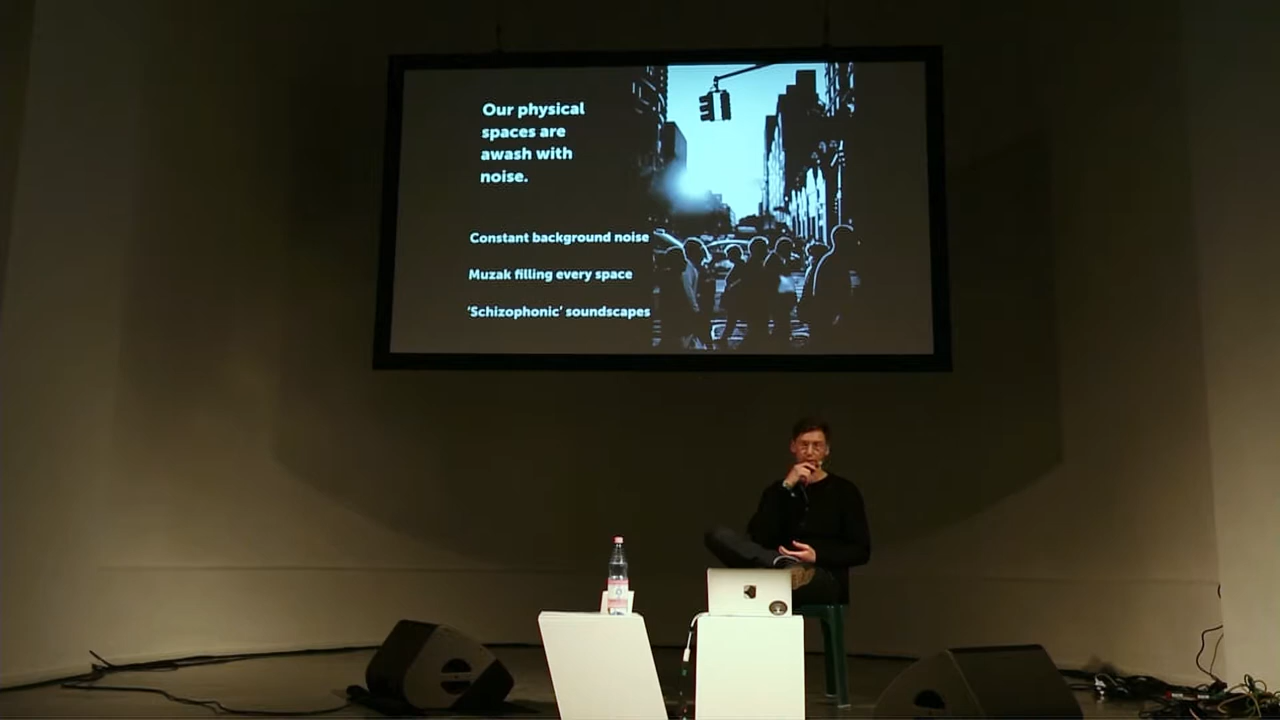 Our physical
spaces are
awash with
noise.
Constant background noise
Muzak filling every space
‘Schizophonic’ soundscapes